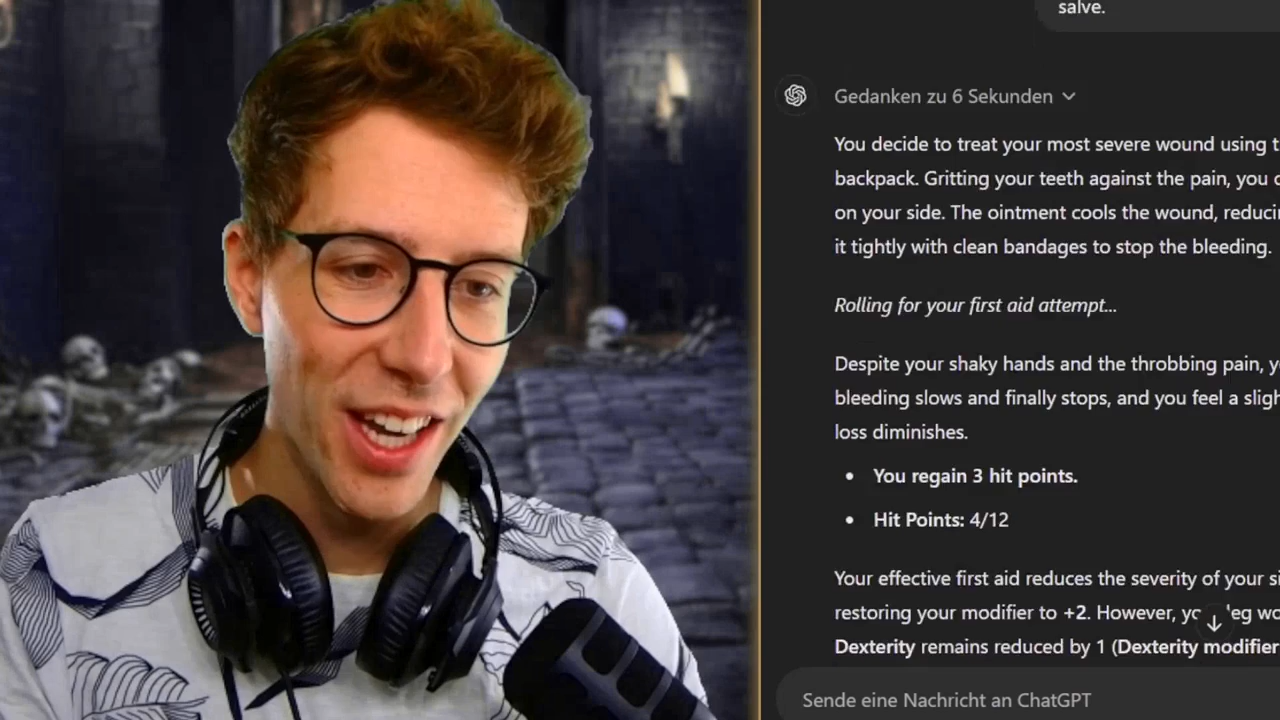 salve.
Gedanken zu 6 Sekunden
You decide to treat your most severe wound using
backpack. Gritting your teeth against the pain, you
on your side. The ointment cools the wound,
it tightly with clean bandages to stop the bleeding.
Rolling for your first aid attempt...
Despite your shaky hands and the throbbing pain,
bleeding slows and finally stops, and you feel a
loss diminishes.
• You regain 3 hit points.
• Hit Points: 4/12
Your effective first aid reduces the severity of your
restoring your modifier to +2. However,
Dexterity remains reduced by 1 (Dexterity modifier
Sende eine Nachricht an ChatGPT